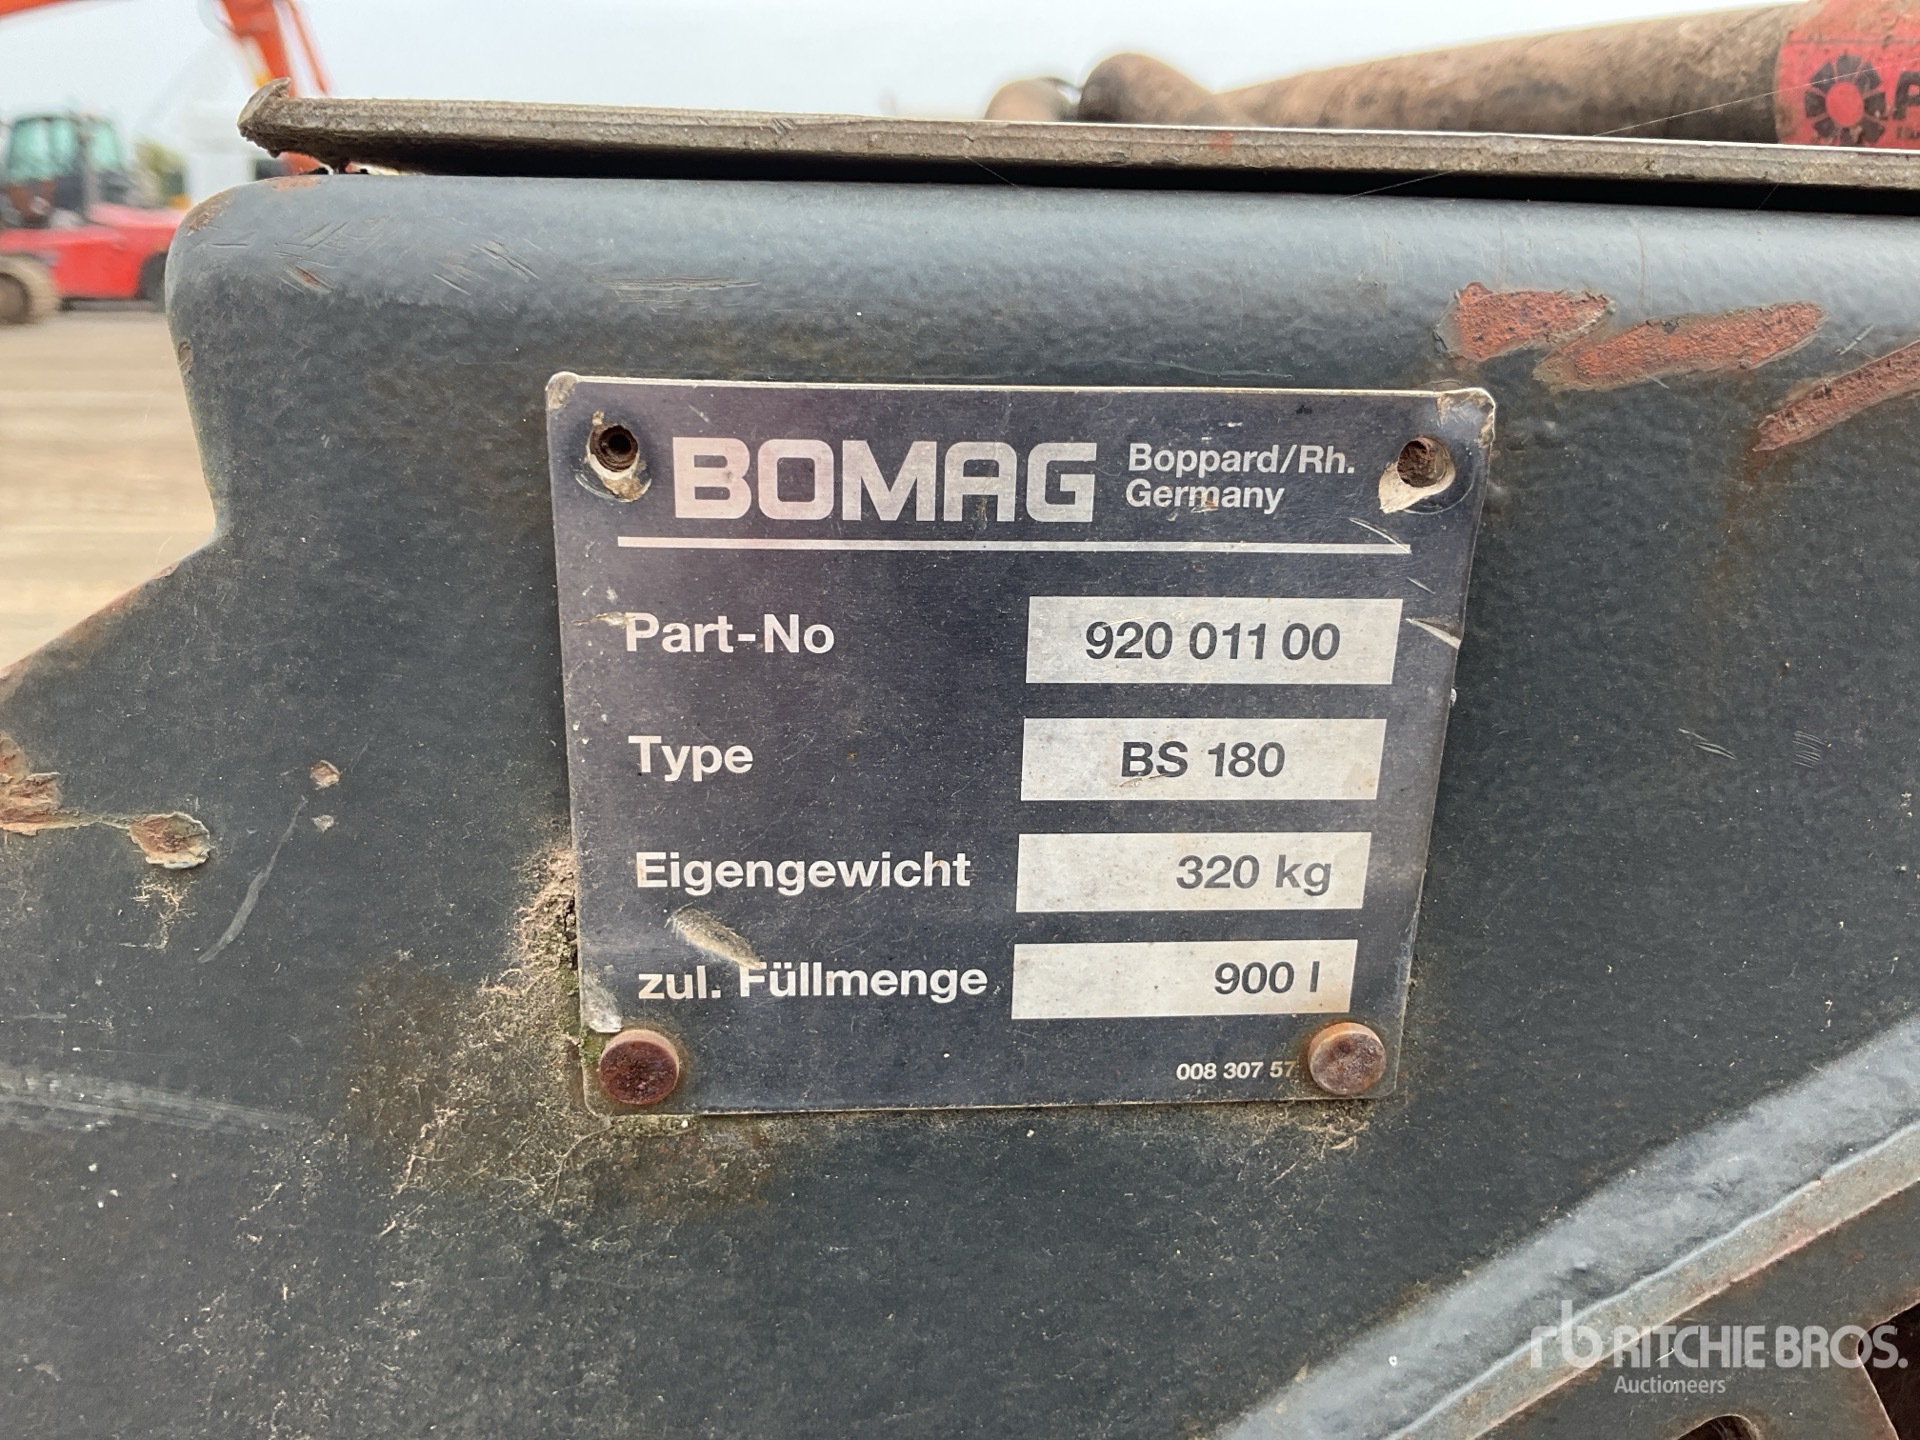 BOMAG Boppard/Rh.
Germany
Part-No 920 011 00
Type BS 180
Eigengewicht 320 kg
zul. Füllmenge 900 l
008 307 57
rb RITCHIE BROS.
Auctioneers